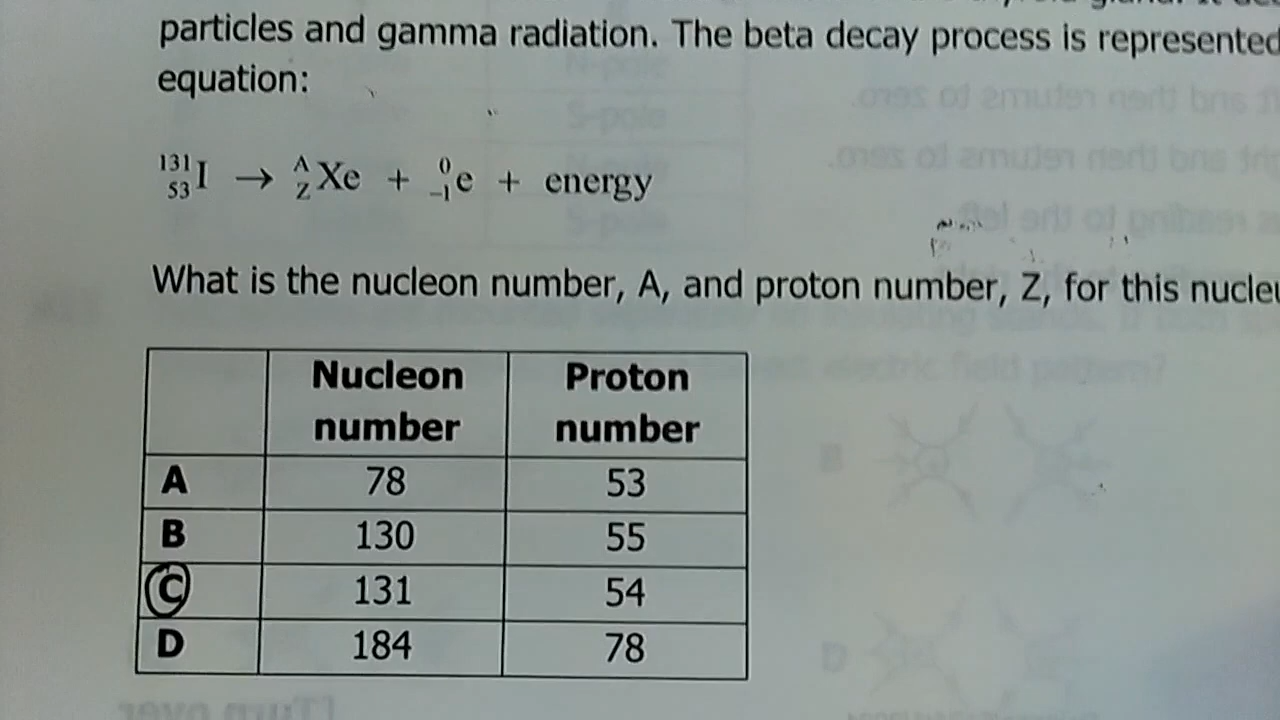 particles and gamma radiation. The beta decay process is represented
equation:
¹³¹₅₃I → ᴬ_ZXe + ⁰₋₁e + energy
What is the nucleon number, A, and proton number, Z, for this
Nucleon number Proton number
A 78 53
B 130 55
C 131 54
D 184 78